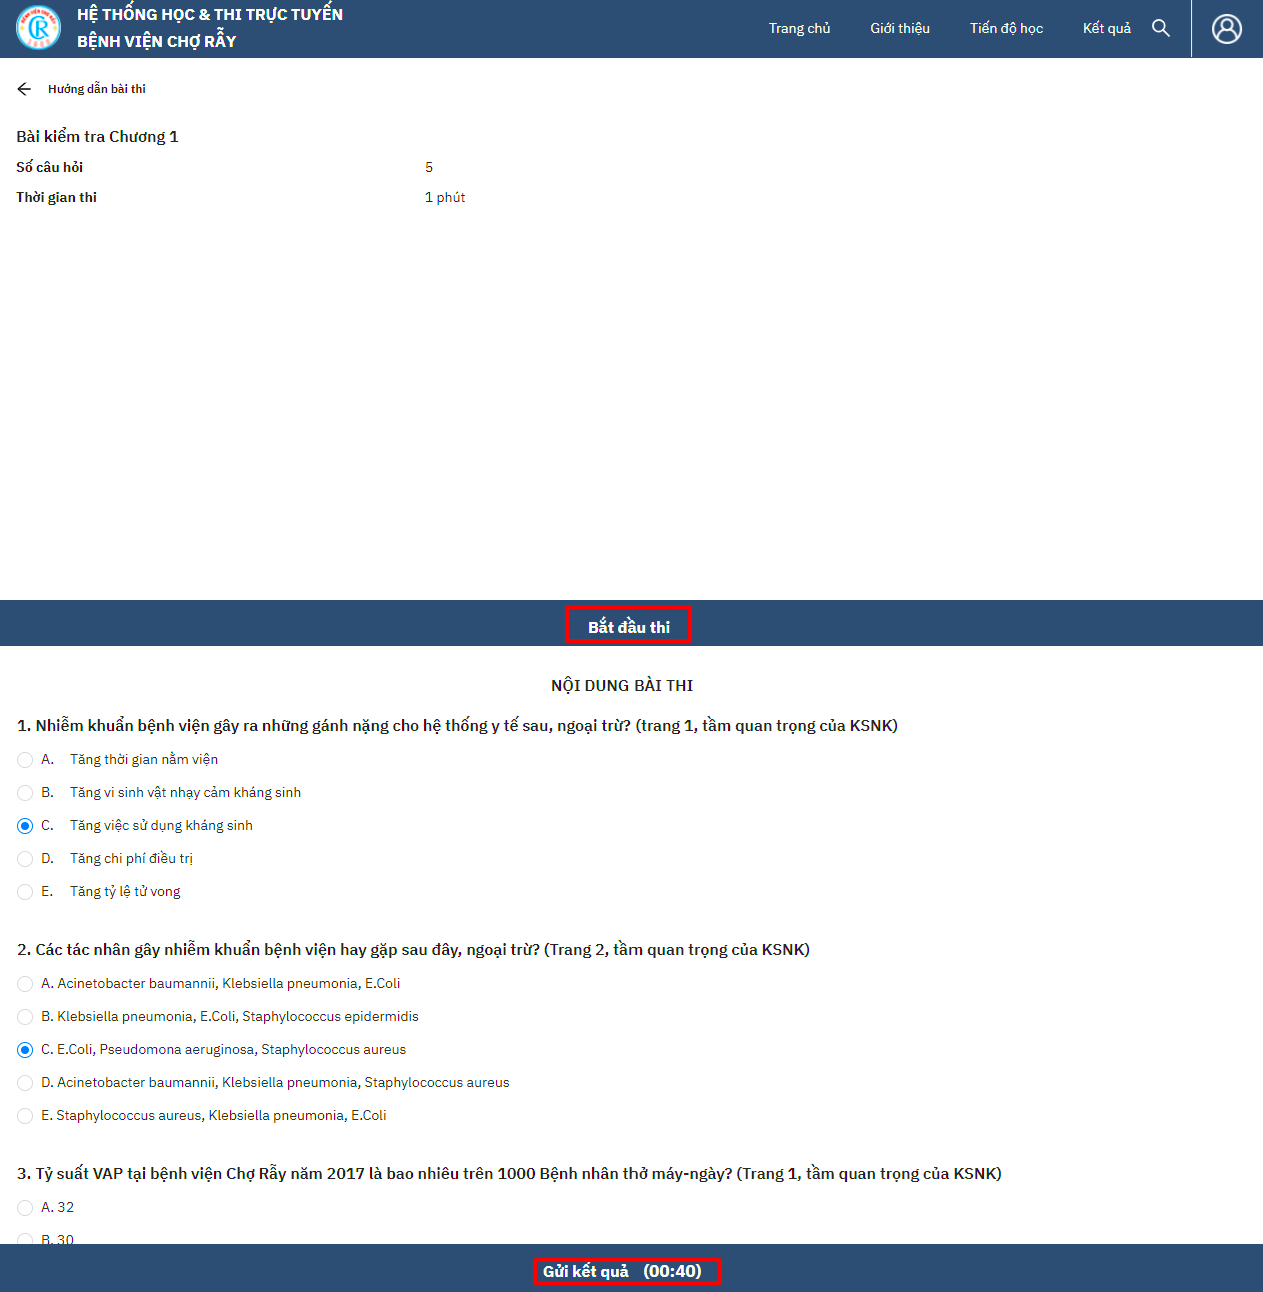 HỆ THỐNG HỌC & THI TRỰC TUYẾN
BỆNH VIỆN CHỢ RẪY
Trang chủ
Giới thiệu
Tiến độ học
Kết quả
Hướng dẫn bài thi
Bài kiểm tra Chương 1
Số câu hỏi 5
Thời gian thi 1 phút
Bắt đầu thi
NỘI DUNG BÀI THI
1. Nhiễm khuẩn bệnh viện gây ra những gánh nặng cho hệ thống y tế sau, ngoại trừ? (trang 1, tầm quan trọng của KSNK)
A. Tăng thời gian nằm viện
B. Tăng vi sinh vật nhạy cảm kháng sinh
C. Tăng việc sử dụng kháng sinh
D. Tăng chi phí điều trị
E. Tăng tỷ lệ tử vong
2. Các tác nhân gây nhiễm khuẩn bệnh viện hay gặp sau đây, ngoại trừ? (Trang 2, tầm quan trọng của KSNK)
A. Acinetobacter baumannii, Klebsiella pneumonia, E.Coli
B. Klebsiella pneumonia, E.Coli, Staphylococcus epidermidis
C. E.Coli, Pseudomona aeruginosa, Staphylococcus aureus
D. Acinetobacter baumannii, Klebsiella pneumonia, Staphylococcus aureus
E. Staphylococcus aureus, Klebsiella pneumonia, E.Coli
3. Tỷ suất VAP tại bệnh viện Chợ Rẫy năm 2017 là bao nhiêu trên 1000 Bệnh nhân thở máy-ngày? (Trang 1, tầm quan trọng của KSNK)
A. 32
B. 30
Gửi kết quả (00:40)